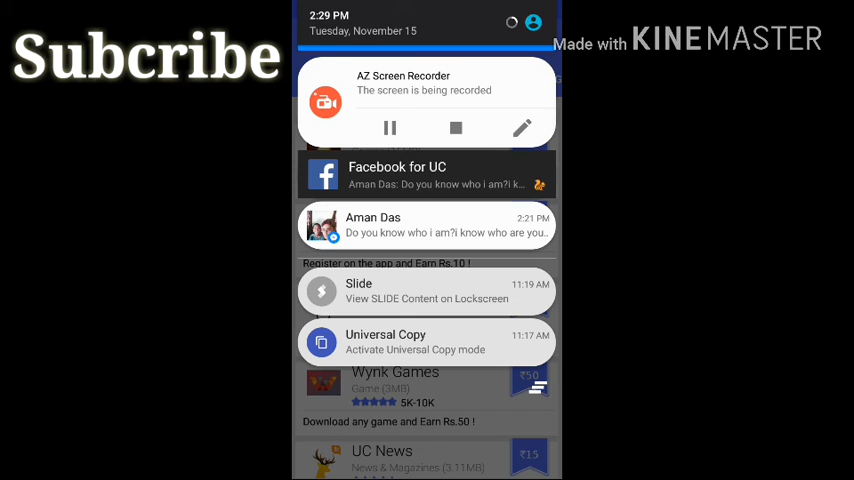 Subcribe
Made with KINEMASTER
2:29 PM
Tuesday, November 15
AZ Screen Recorder
The screen is being recorded
Facebook for UC
Aman Das: Do you know who i am?i k...
Aman Das 2:21 PM
Do you know who i am?i know who are you..
Register on the app and Earn Rs.10 !
Slide 11:19 AM
View SLIDE Content on Lockscreen
Universal Copy 11:17 AM
Activate Universal Copy mode
Wynk Games ₹50
Game (3MB)
5K-10K
Download any game and Earn Rs.50 !
UC News ₹15
News & Magazines (3.11MB)